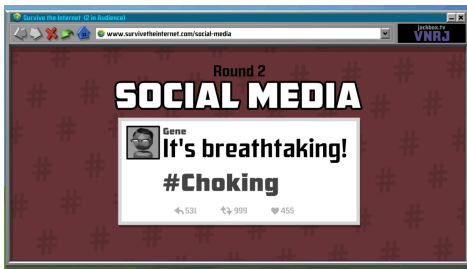 Survive the Internet (2 in Audience)
www.survivetheinternet.com/social-media
jackbox.tv
VNRJ
Round 2
SOCIAL MEDIA
Gene
It's breathtaking!
#Choking
531 999 455